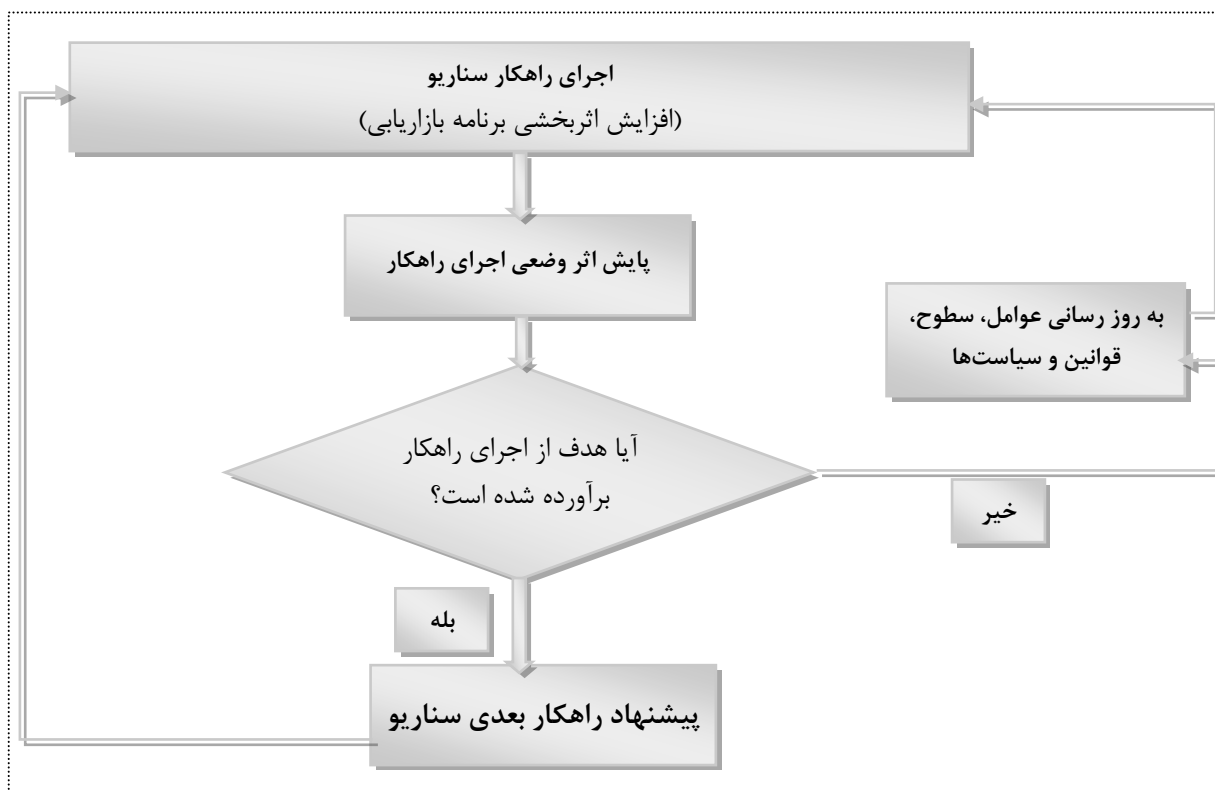 اجرای راهکار سناریو
(افزایش اثربخشی برنامه بازاریابی)
پایش اثر وضعی اجرای راهکار
به روز رسانی عوامل، سطوح،
قوانین و سیاست‌ها
آیا هدف از اجرای راهکار
برآورده شده است؟
خیر
بله
پیشنهاد راهکار بعدی سناریو